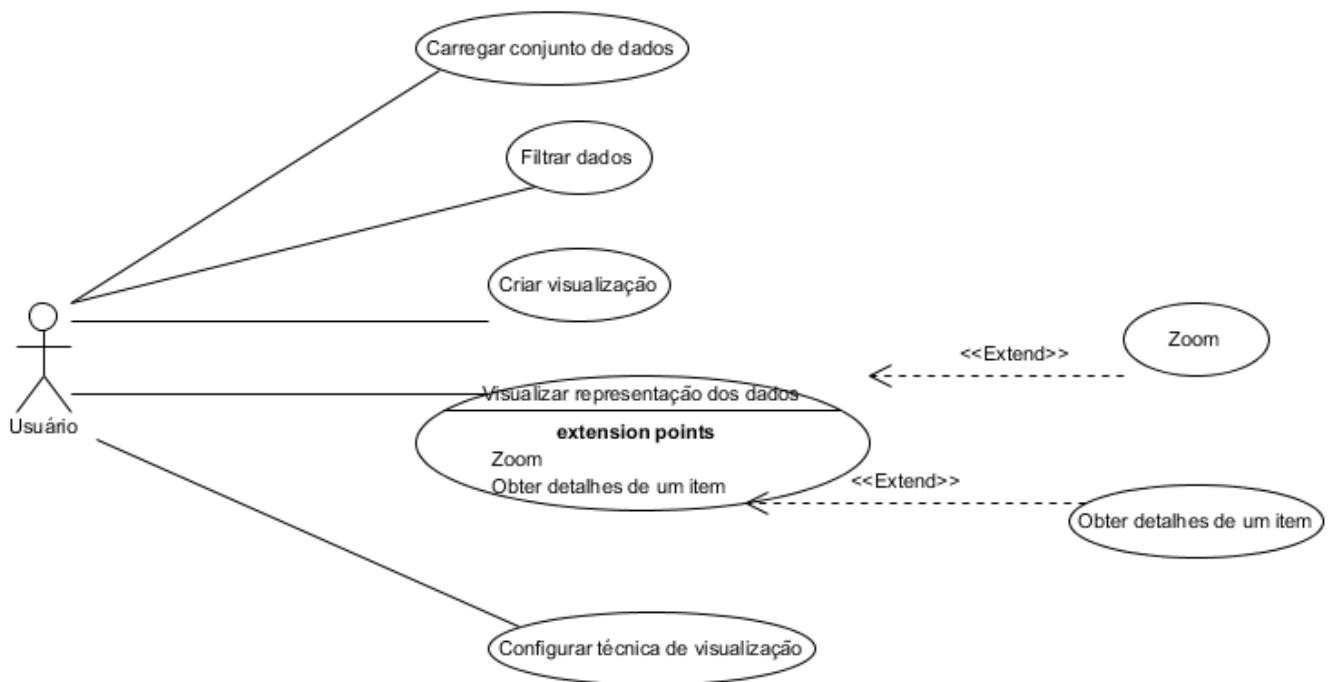 Carregar conjunto de dados
Filtrar dados
Criar visualização
Zoom
<<Extend>>
Visualizar representação dos dados
Usuário
extension points
Zoom
Obter detalhes de um item
<<Extend>>
Obter detalhes de um item
Configurar técnica de visualização